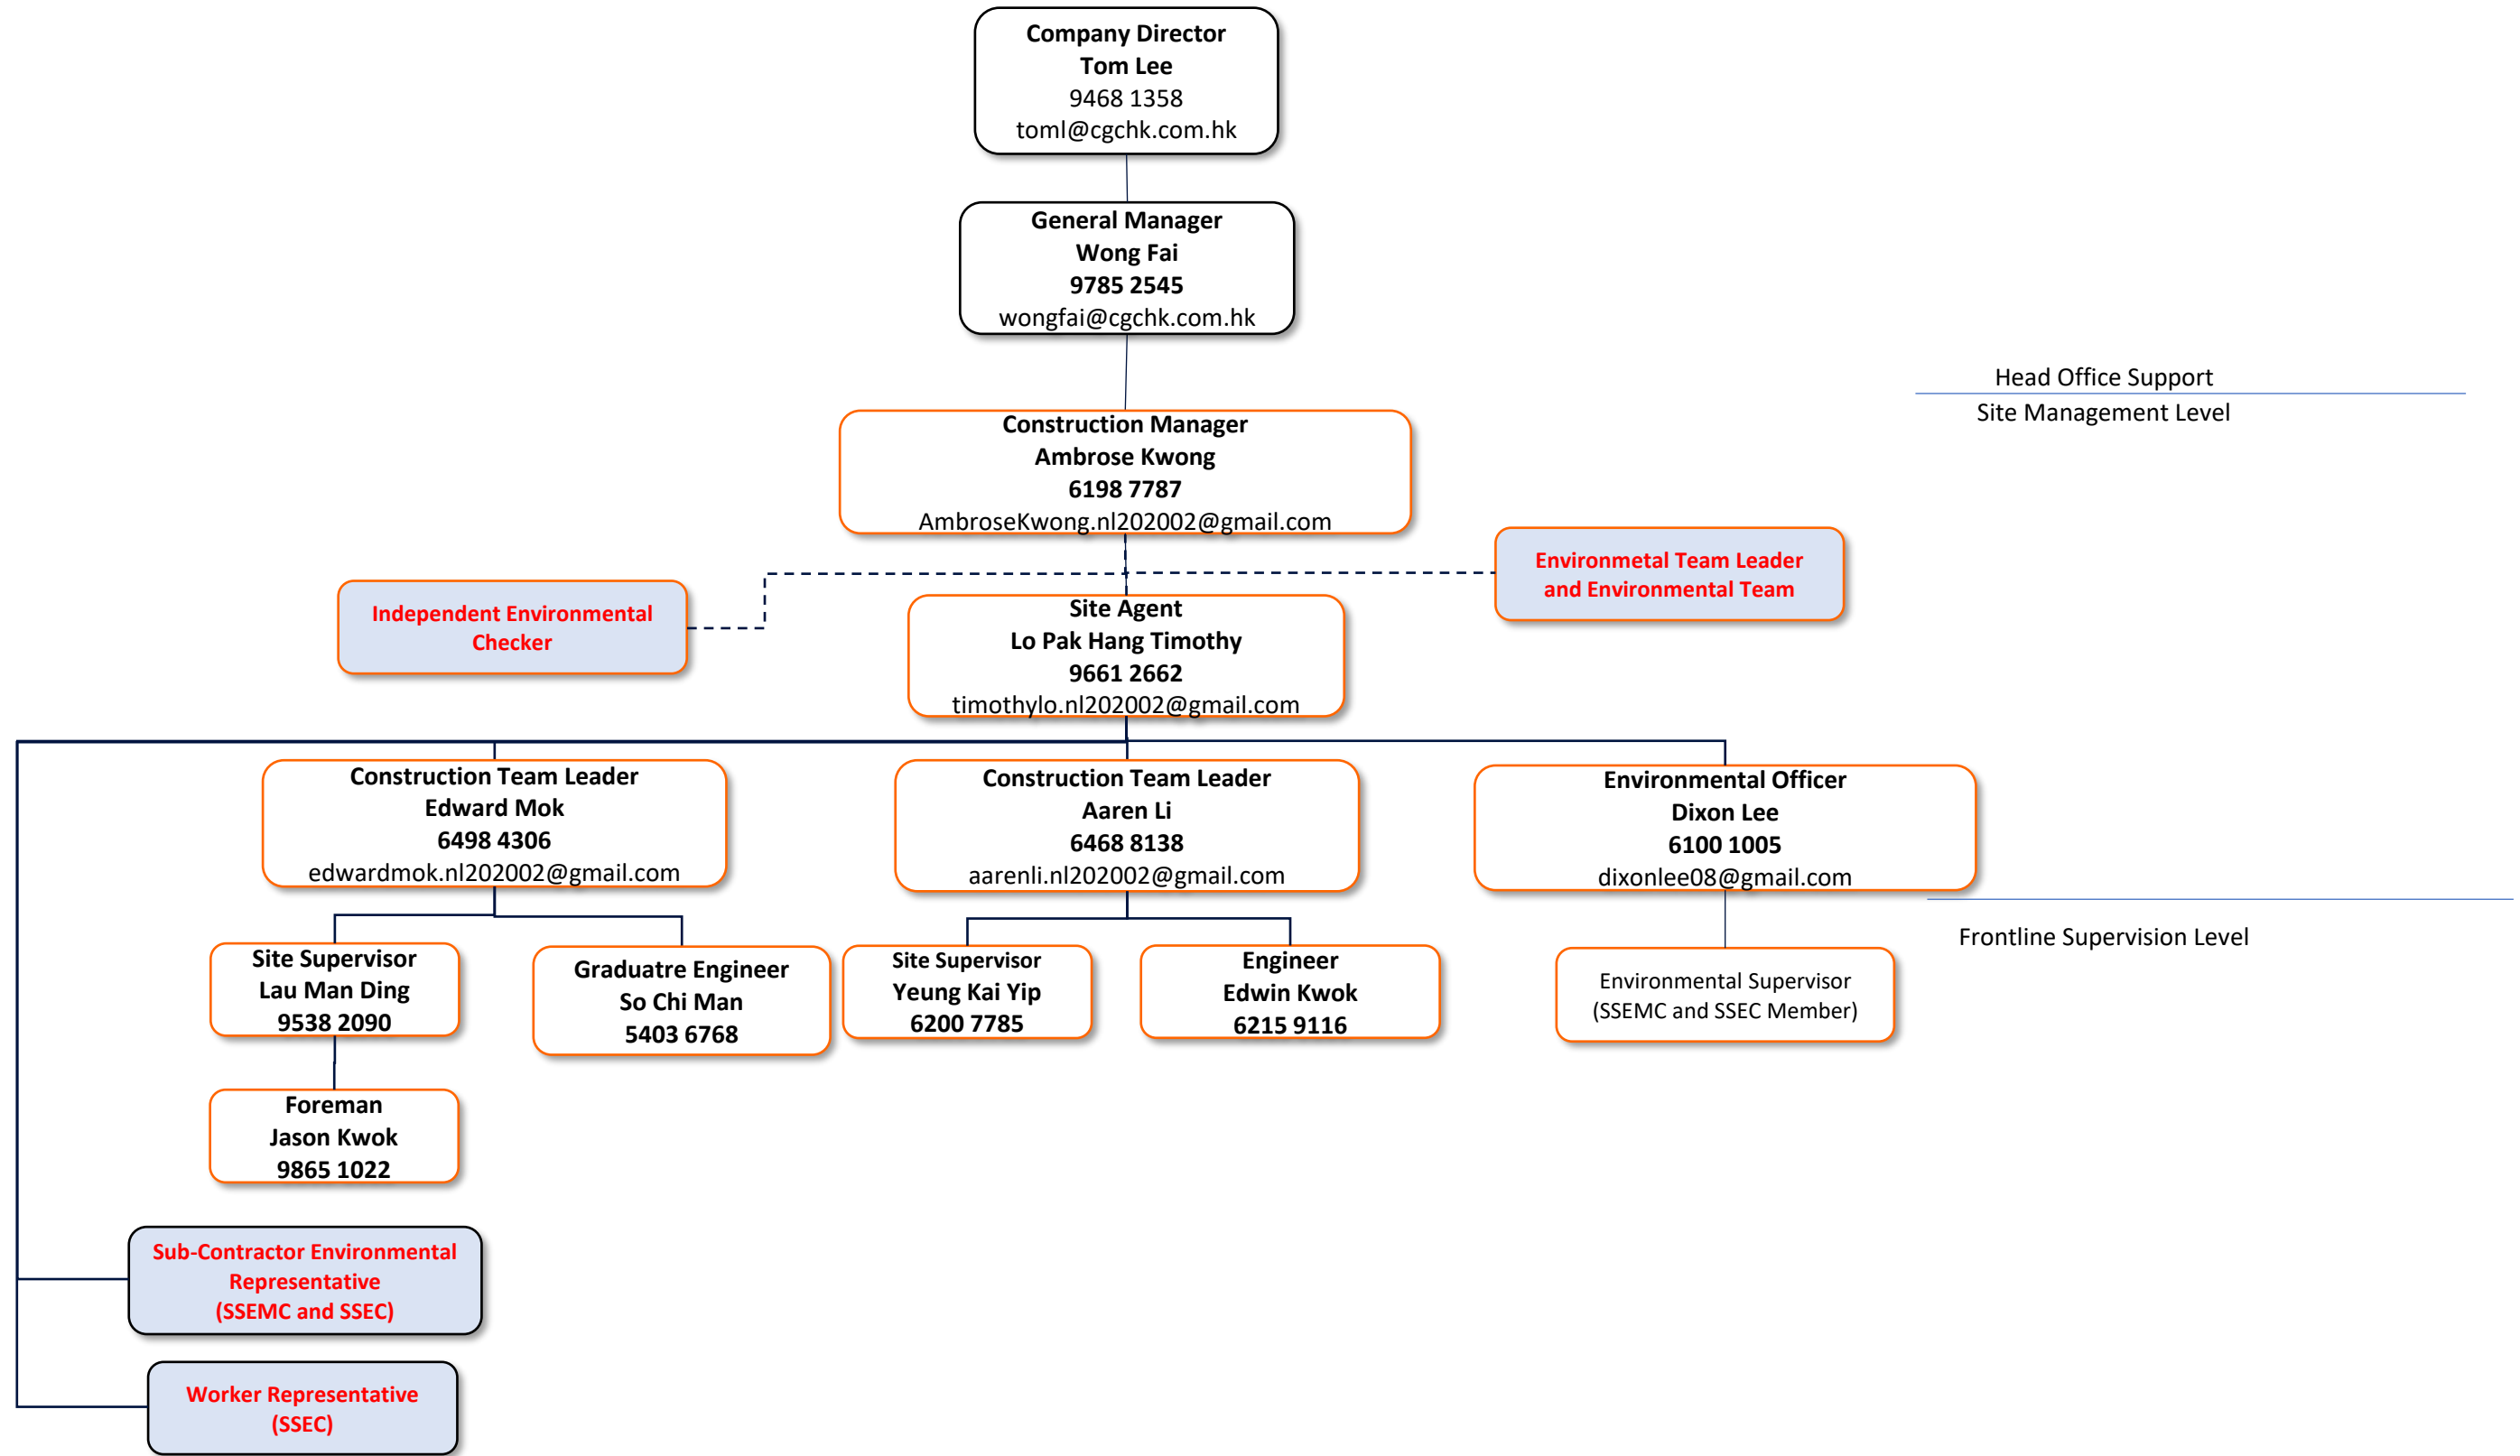 Company Director
Tom Lee
9468 1358
toml@cgchk.com.hk
General Manager
Wong Fai
9785 2545
wongfai@cgchk.com.hk
Head Office Support
Site Management Level
Construction Manager
Ambrose Kwong
6198 7787
AmbroseKwong.nl202002@gmail.com
Environmetal Team Leader
and Environmental Team
Independent Environmental
Checker
Site Agent
Lo Pak Hang Timothy
9661 2662
timothylo.nl202002@gmail.com
Construction Team Leader
Edward Mok
6498 4306
edwardmok.nl202002@gmail.com
Construction Team Leader
Aaren Li
6468 8138
aarenli.nl202002@gmail.com
Environmental Officer
Dixon Lee
6100 1005
dixonlee08@gmail.com
Frontline Supervision Level
Site Supervisor
Lau Man Ding
9538 2090
Graduatre Engineer
So Chi Man
5403 6768
Site Supervisor
Yeung Kai Yip
6200 7785
Engineer
Edwin Kwok
6215 9116
Environmental Supervisor
(SSEMC and SSEC Member)
Foreman
Jason Kwok
9865 1022
Sub-Contractor Environmental
Representative
(SSEMC and SSEC)
Worker Representative
(SSEC)